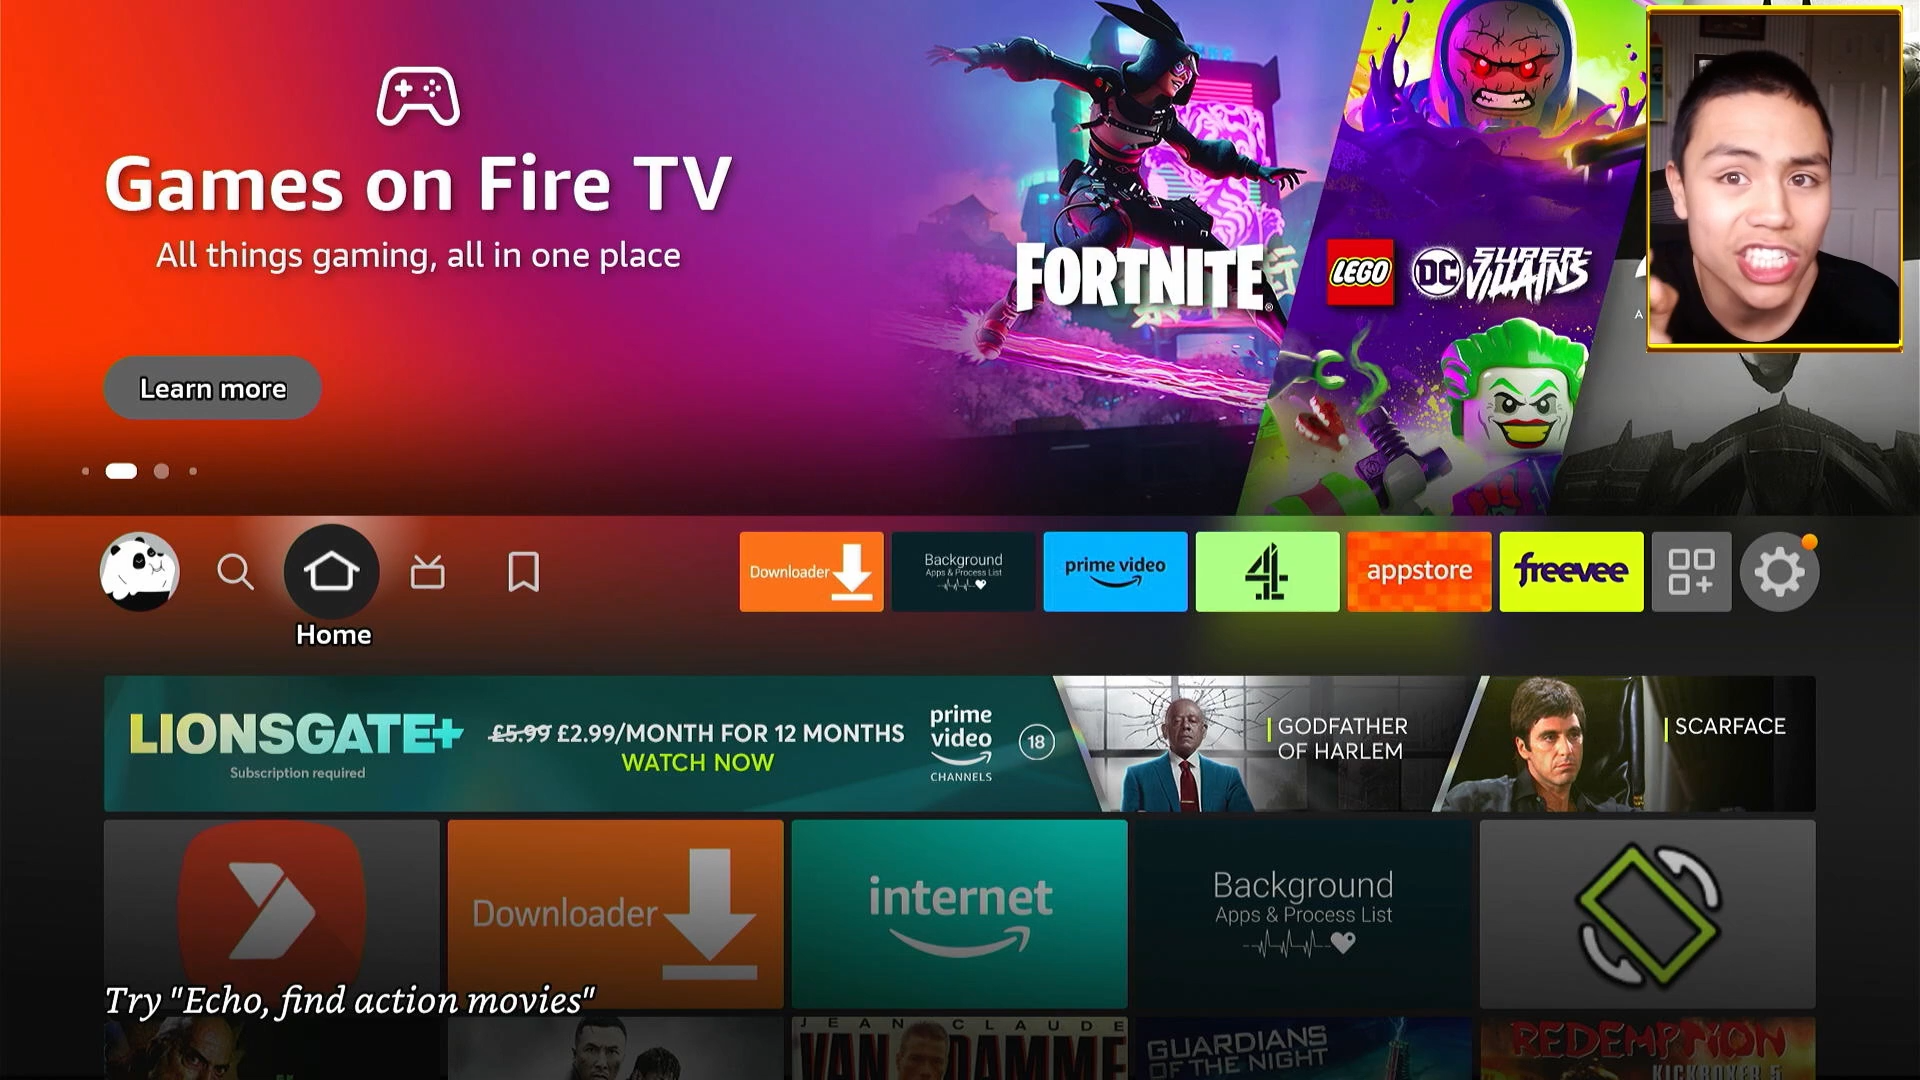 Games on Fire TV
All things gaming, all in one place
FORTNITE
LEGO DC SUPER-VILLAINS
A
Learn more
Downloader
Background
Apps & Process List
prime video
4
appstore
freevee
Home
LIONSGATE+
Subscription required
£5.99 £2.99/MONTH FOR 12 MONTHS
WATCH NOW
prime
video
CHANNELS
18
GODFATHER
OF HARLEM
SCARFACE
Downloader
internet
Background
Apps & Process List
Try "Echo, find action movies"
JEAN CLAUDE
VAN DAMME
GUARDIANS
OF THE NIGHT
REDEMPTION
KICKBOXER 5